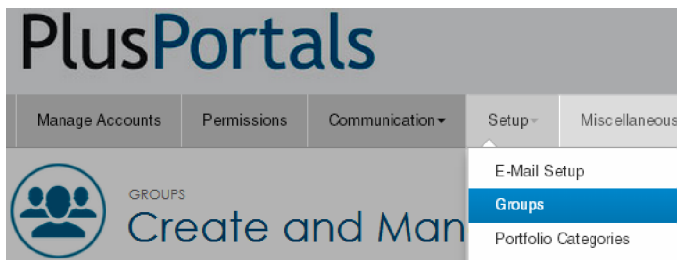 PlusPortals
Manage Accounts Permissions Communication Setup Miscellaneous
E-Mail Setup
GROUPS
Groups
Create and Man
Portfolio Categories